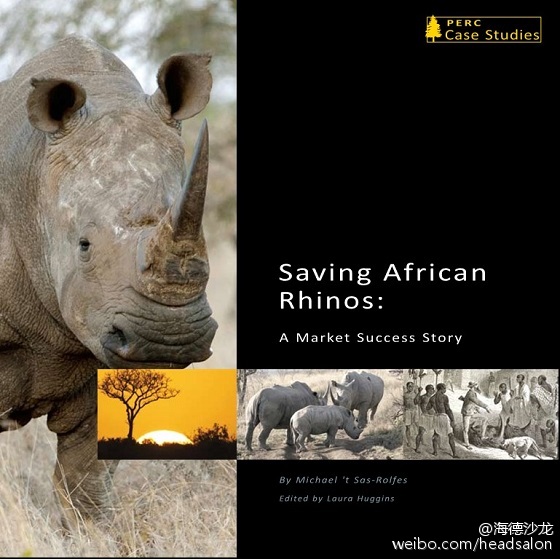 PERC
Case Studies
Saving African
Rhinos:
A Market Success Story
By Michael 't Sas-Rolfes
Edited by Laura Huggins
@海德沙龙
weibo.com/headsalon